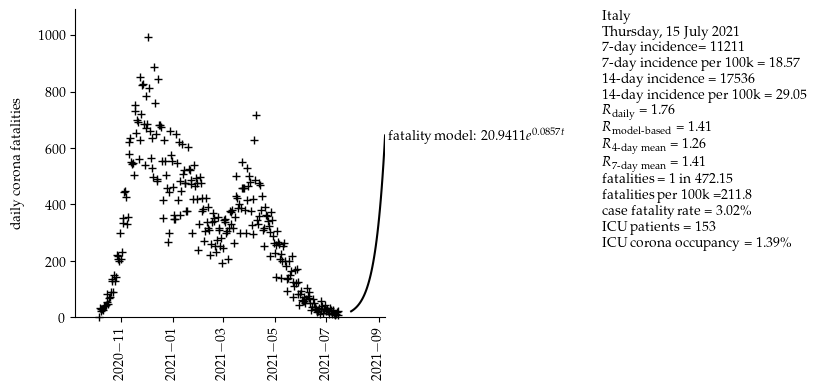 Italy
Thursday, 15 July 2021
7-day incidence= 11211
7-day incidence per 100k = 18.57
14-day incidence = 17536
14-day incidence per 100k = 29.05
R_daily = 1.76
R_model-based = 1.41
R_4-day mean = 1.26
R_7-day mean = 1.41
fatalities = 1 in 472.15
fatalities per 100k =211.8
case fatality rate = 3.02%
ICU patients = 153
ICU corona occupancy = 1.39%
daily corona fatalities
1000
800
600
400
200
0
fatality model: 20.9411e^0.0857t
2020−11
2021−01
2021−03
2021−05
2021−07
2021−09